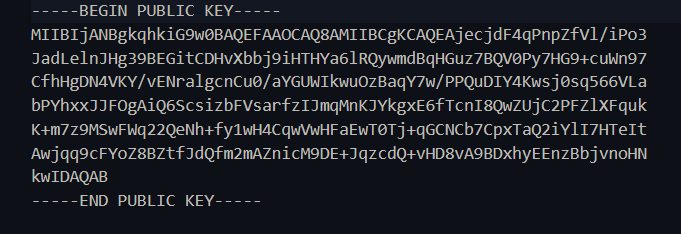 -----BEGIN PUBLIC KEY-----
MIIBIjANBgkqhkiG9w0BAQEFAAOCAQ8AMIIBCgKCAQEAjecjdF4qPnpZfVl/iPo3
JadLelnJHg39BEGitCDHvXbbj9iHTHYa6lRQywmdBqHGuz7BQV0Py7HG9+cuWn97
CfhHgDN4VKY/vENralgcnCu0/aYGUWIkwuOzBaqY7w/PPQuDIY4Kwsj0sq566VLa
bPYhxxJJFOgAiQ6ScsizbFVsarfzIJmqMnKJYkgxE6fTcnI8QwZUjC2PFZlXFquk
K+m7z9MSwFWq22QeNh+fy1wH4CqwVwHFaEwT0Tj+qGCNCb7CpxTaQ2iYlI7HTeIt
Awjqq9cFYoZ8BZtfJdQfm2mAZnicM9DE+JqzcdQ+vHD8vA9BDxhyEEnzBbjvnoHN
kwIDAQAB
-----END PUBLIC KEY-----